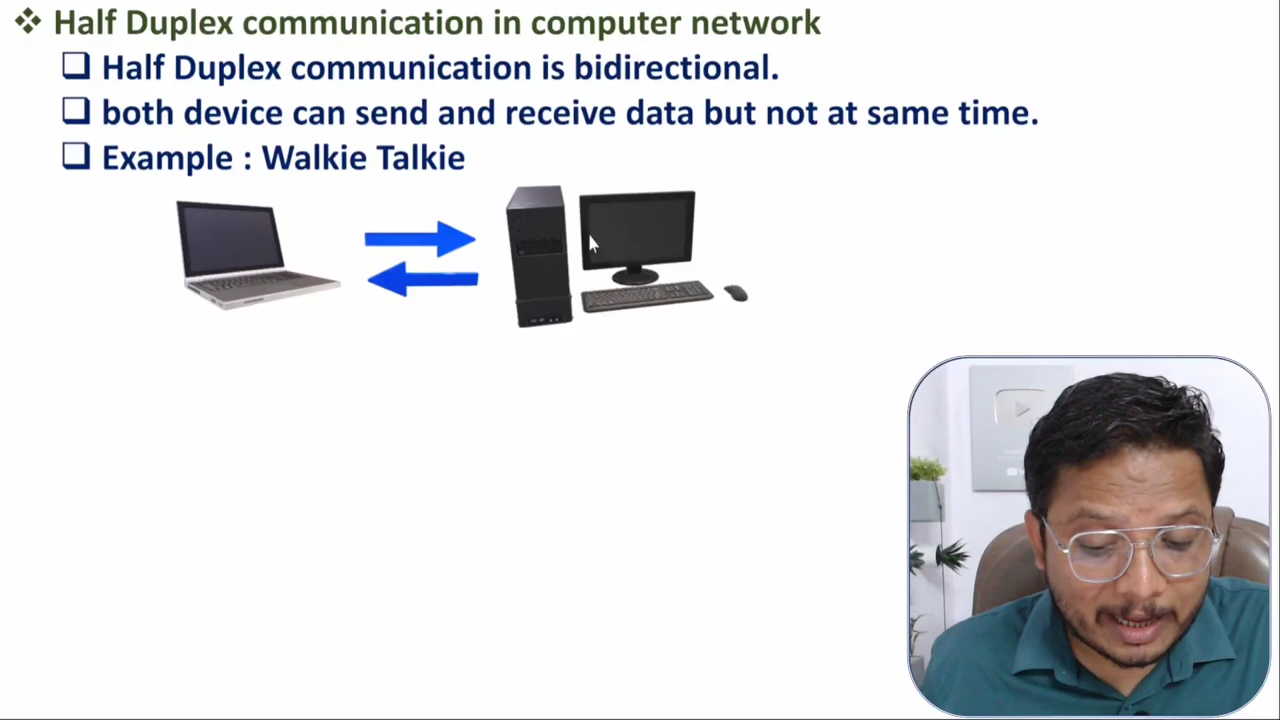 Half Duplex communication in computer network
Half Duplex communication is bidirectional.
both device can send and receive data but not at same time.
Example : Walkie Talkie